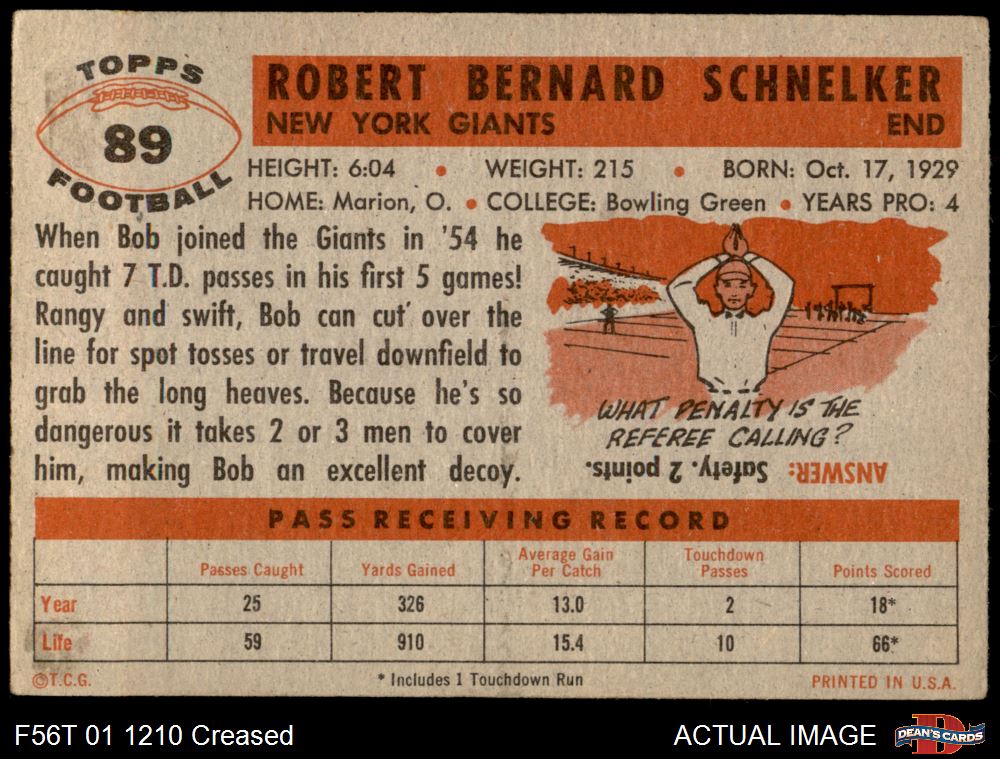 TOPPS
89
FOOTBALL
ROBERT BERNARD SCHNELKER
NEW YORK GIANTS END
HEIGHT: 6:04 • WEIGHT: 215 • BORN: Oct. 17, 1929
HOME: Marion, O. • COLLEGE: Bowling Green • YEARS PRO: 4
When Bob joined the Giants in '54 he
caught 7 T.D. passes in his first 5 games!
Rangy and swift, Bob can cut over the
line for spot tosses or travel downfield to
grab the long heaves. Because he's so
dangerous it takes 2 or 3 men to cover
him, making Bob an excellent decoy.
WHAT PENALTY IS THE
REFEREE CALLING?
ANSWER: Safety. 2 points.
PASS RECEIVING RECORD
Passes Caught Yards Gained Average Gain Per Catch Touchdown Passes Points Scored
Year 25 326 13.0 2 18*
Life 59 910 15.4 10 66*
©T.C.G. * Includes 1 Touchdown Run PRINTED IN U.S.A.
F56T 01 1210 Creased ACTUAL IMAGE D DEAN'S CARDS